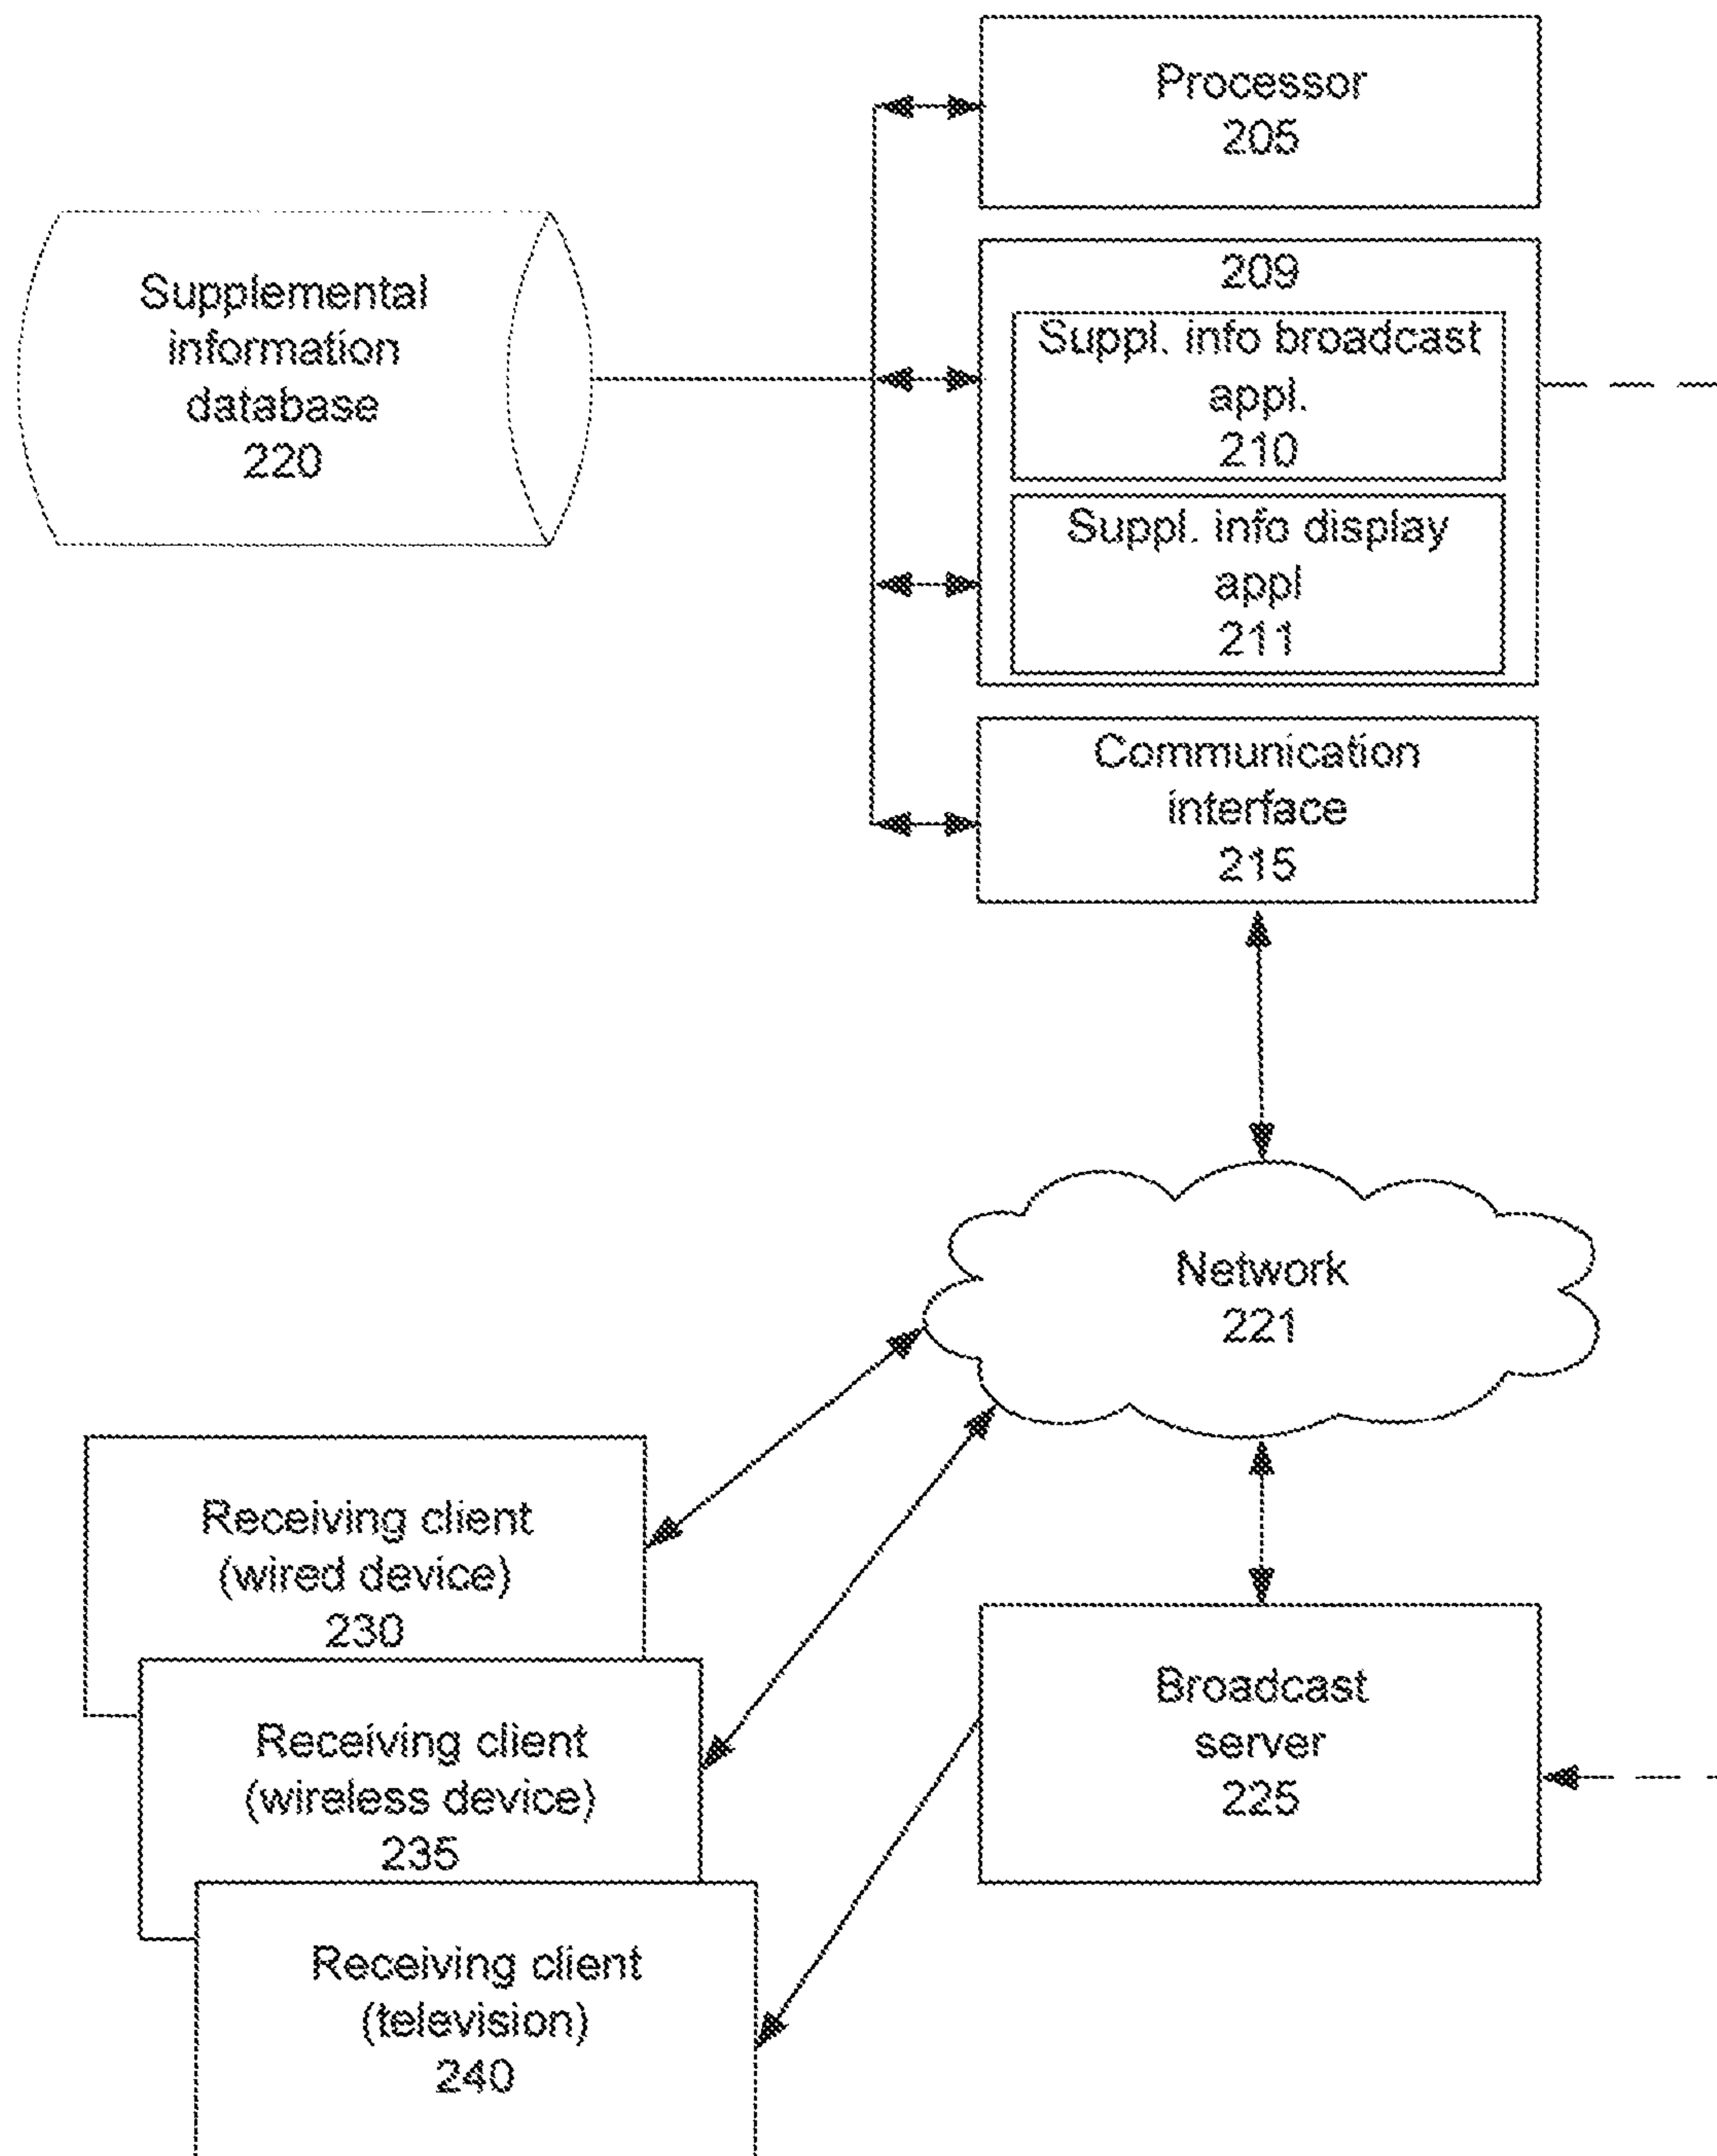 Processor
205
Supplemental
information
database
220
209
Suppl. info broadcast
appl.
210
Suppl. info display
appl
211
Communication
interface
215
Network
221
Receiving client
(wired device)
230
Receiving client
(wireless device)
235
Receiving client
(television)
240
Broadcast
server
225